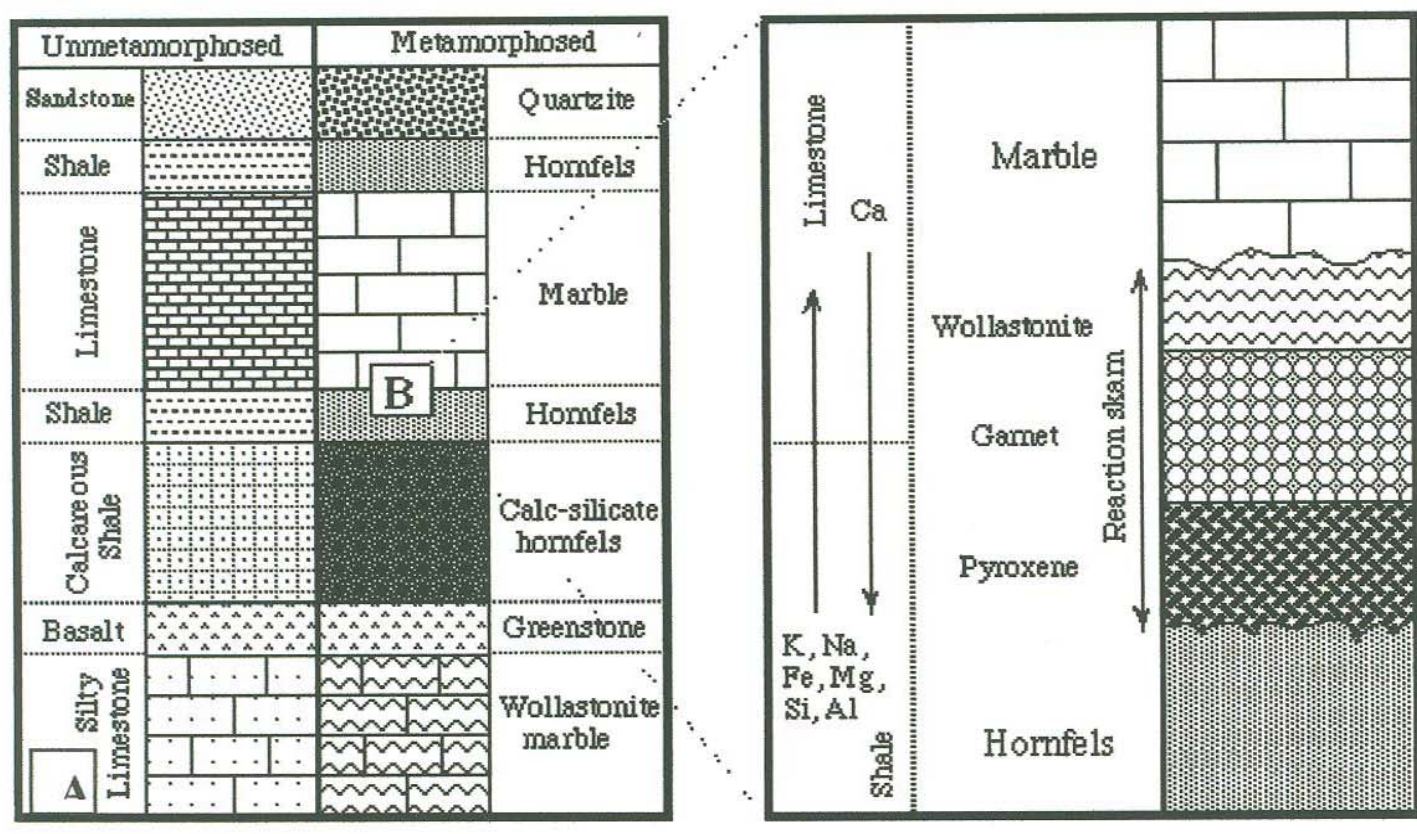 Unmetamorphosed
Metamorphosed
Sandstone
Quartzite
Shale
Hornfels
Limestone
Marble
B
Shale
Hornfels
Calcareous
Shale
Calc-silicate
hornfels
Basalt
Greenstone
Silty
Limestone
Wollastonite
marble
A
Limestone
Ca
Marble
Wollastonite
Garnet
Reaction skarn
Pyroxene
K, Na,
Fe, Mg,
Si, Al
Shale
Hornfels